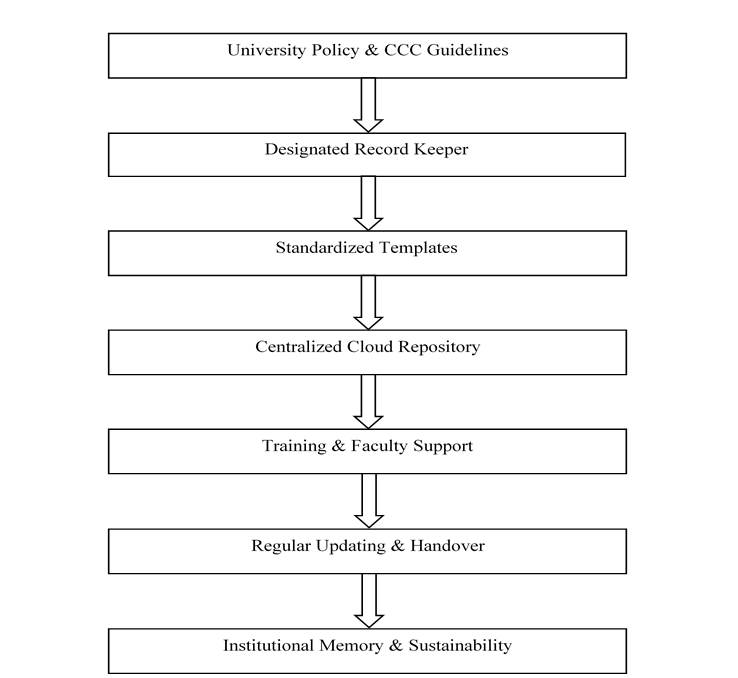 University Policy & CCC Guidelines
Designated Record Keeper
Standardized Templates
Centralized Cloud Repository
Training & Faculty Support
Regular Updating & Handover
Institutional Memory & Sustainability